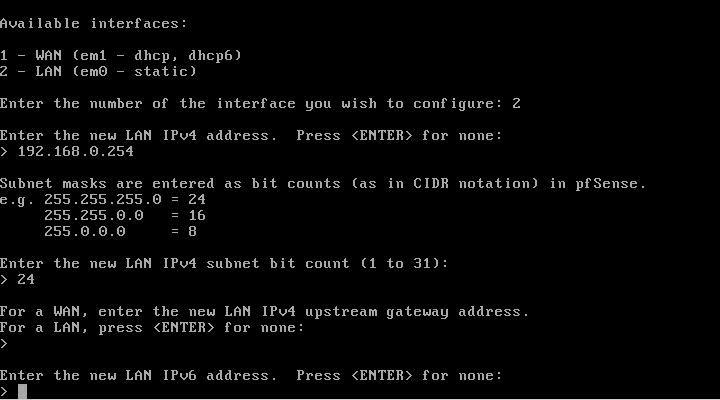 Available interfaces:
1 - WAN (em1 - dhcp, dhcp6)
2 - LAN (em0 - static)
Enter the number of the interface you wish to configure: 2
Enter the new LAN IPv4 address.  Press <ENTER> for none:
> 192.168.0.254
Subnet masks are entered as bit counts (as in CIDR notation) in pfSense.
e.g. 255.255.255.0 = 24
     255.255.0.0   = 16
     255.0.0.0     = 8
Enter the new LAN IPv4 subnet bit count (1 to 31):
> 24
For a WAN, enter the new LAN IPv4 upstream gateway address.
For a LAN, press <ENTER> for none:
>
Enter the new LAN IPv6 address.  Press <ENTER> for none:
>